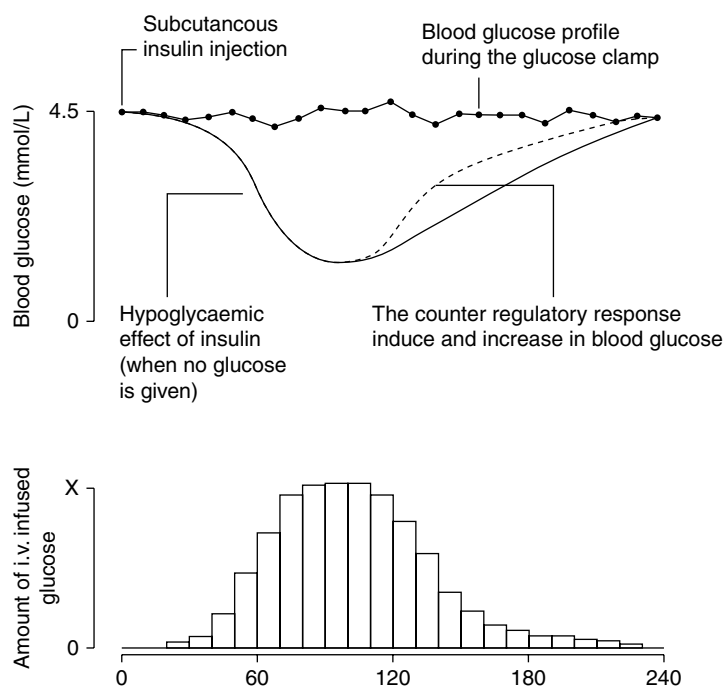 Subcutancous
insulin injection
Blood glucose profile
during the glucose clamp
4.5
Blood glucose (mmol/L)
0
Hypoglycaemic
effect of insulin
(when no glucose
is given)
The counter regulatory response
induce and increase in blood glucose
X
Amount of i.v. infused
glucose
0
0 60 120 180 240